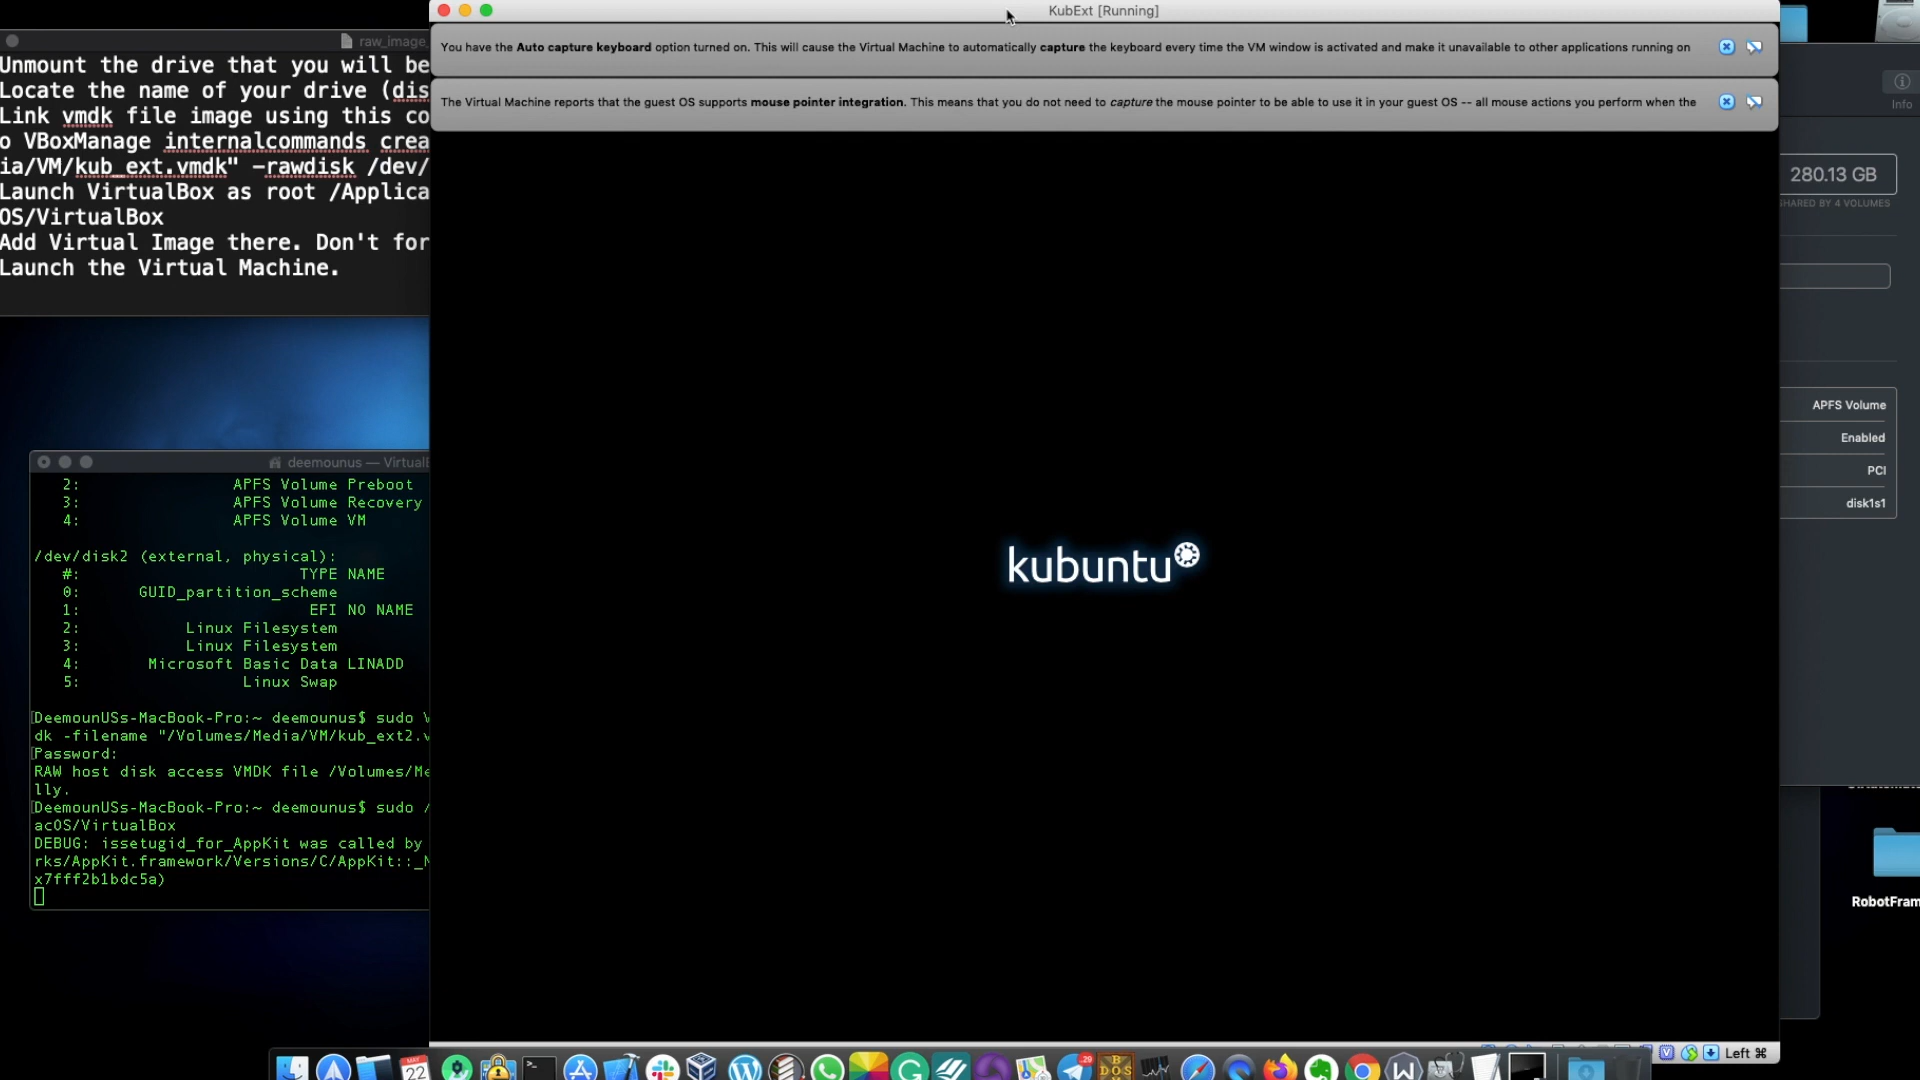 KubExt [Running]
You have the Auto capture keyboard option turned on. This will cause the Virtual Machine to automatically capture the keyboard every time the VM window is activated and make it unavailable to other applications running on
The Virtual Machine reports that the guest OS supports mouse pointer integration. This means that you do not need to capture the mouse pointer to be able to use it in your guest OS -- all mouse actions you perform when the
raw_image
Unmount the drive that you will be
Locate the name of your drive (dis
Link vmdk file image using this co
o VBoxManage internalcommands crea
ia/VM/kub_ext.vmdk" -rawdisk /dev/
Launch VirtualBox as root /Applica
OS/VirtualBox
Add Virtual Image there. Don't for
Launch the Virtual Machine.
Info
280.13 GB
SHARED BY 4 VOLUMES
APFS Volume
Enabled
PCI
disk1s1
kubuntu
deemounus — Virtual
2: APFS Volume Preboot
3: APFS Volume Recovery
4: APFS Volume VM
/dev/disk2 (external, physical):
#: TYPE NAME
0: GUID_partition_scheme
1: EFI NO NAME
2: Linux Filesystem
3: Linux Filesystem
4: Microsoft Basic Data LINADD
5: Linux Swap
[DeemounUSs-MacBook-Pro:~ deemounus$ sudo V
dk -filename "/Volumes/Media/VM/kub_ext2.v
[Password:
RAW host disk access VMDK file /Volumes/Me
lly.
[DeemounUSs-MacBook-Pro:~ deemounus$ sudo /
acOS/VirtualBox
DEBUG: issetugid_for_AppKit was called by
rks/AppKit.framework/Versions/C/AppKit::_M
x7fff2b1bdc5a)
RobotFram
Left ⌘
MAY
22
29
BOX
DOS